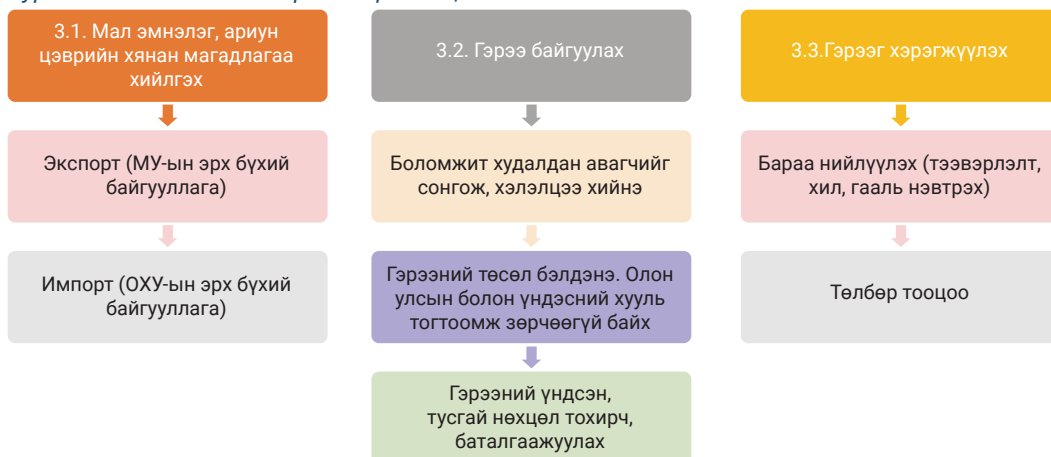 3.1. Мал эмнэлэг, ариун
цэврийн хянан магадлагаа
хийлгэх
Экспорт (МУ-ын эрх бүхий
байгууллага)
Импорт (ОХУ-ын эрх бүхий
байгууллага)
3.2. Гэрээ байгуулах
Боломжит худалдан авагчийг
сонгож, хэлэлцээ хийнэ
Гэрээний төсөл бэлдэнэ. Олон
улсын болон үндэсний хууль
тогтоомж зөрчөөгүй байх
Гэрээний үндсэн,
тусгай нөхцөл тохирч,
баталгаажуулах
3.3.Гэрээг хэрэгжүүлэх
Бараа нийлүүлэх (тээвэрлэлт,
хил, гааль нэвтрэх)
Төлбөр тооцоо